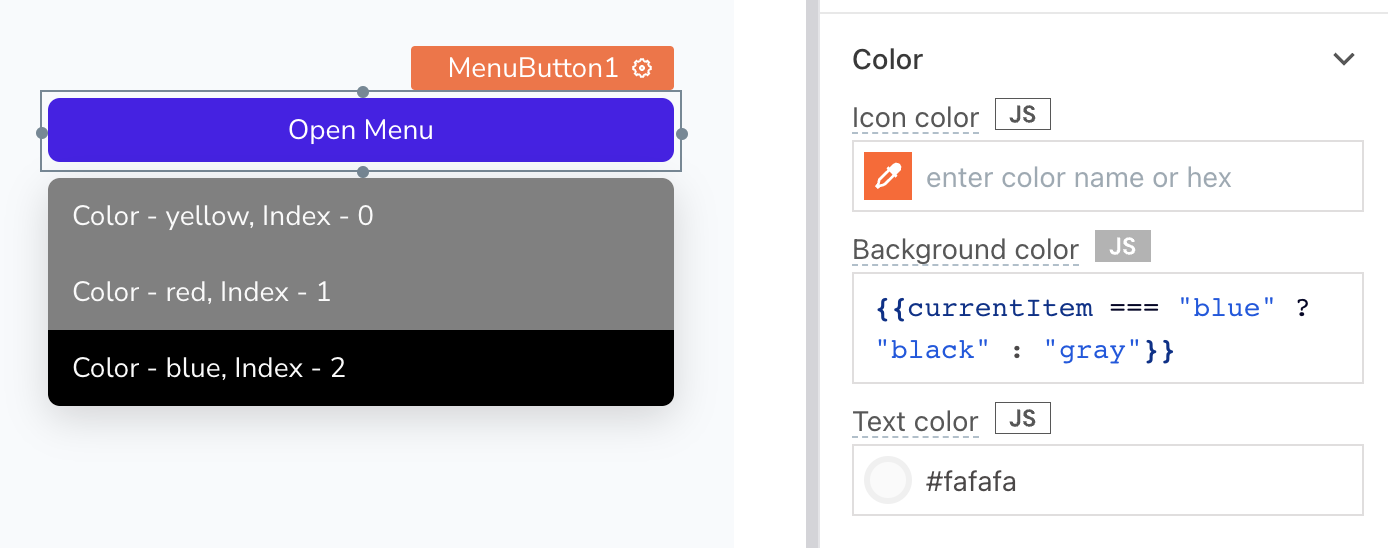 MenuButton1
Open Menu
Color - yellow, Index - 0
Color - red, Index - 1
Color - blue, Index - 2
Color
Icon color JS
enter color name or hex
Background color JS
{{currentItem === "blue" ?
"black" : "gray"}}
Text color JS
#fafafa